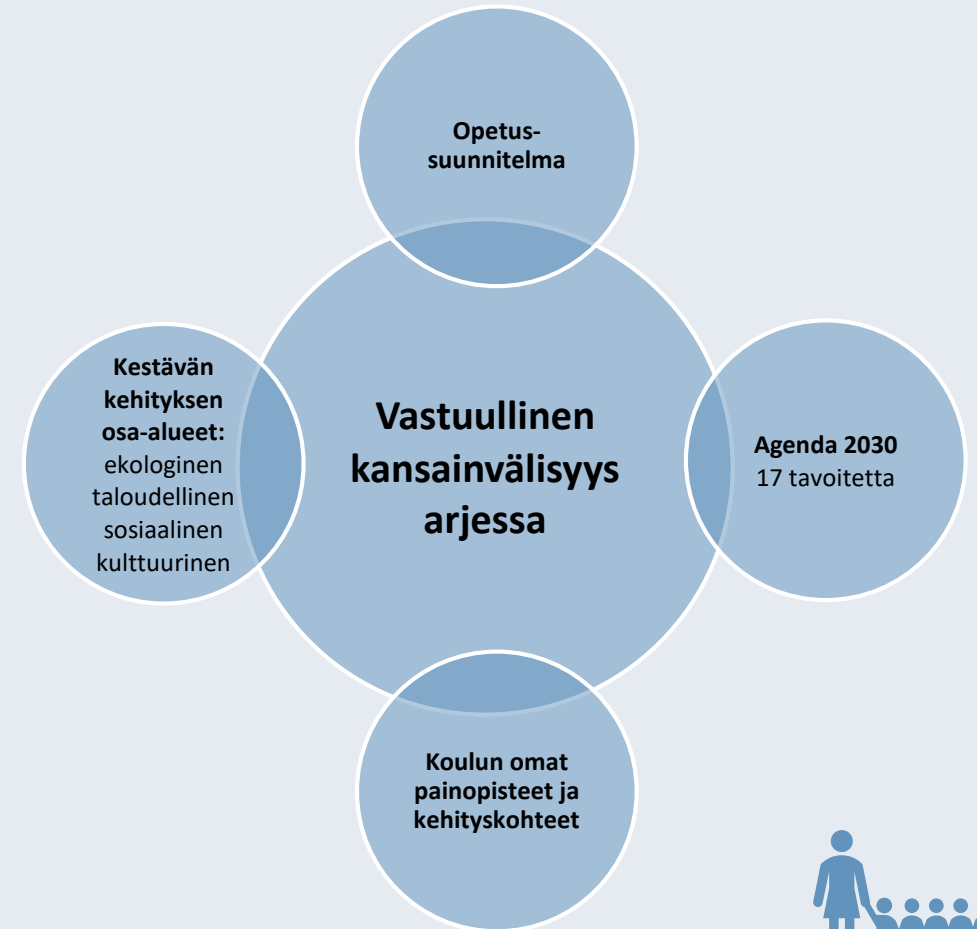 Opetus-
suunnitelma
Kestävän
kehityksen
osa-alueet:
ekologinen
taloudellinen
sosiaalinen
kulttuurinen
Vastuullinen
kansainvälisyys
arjessa
Agenda 2030
17 tavoitetta
Koulun omat
painopisteet ja
kehityskohteet